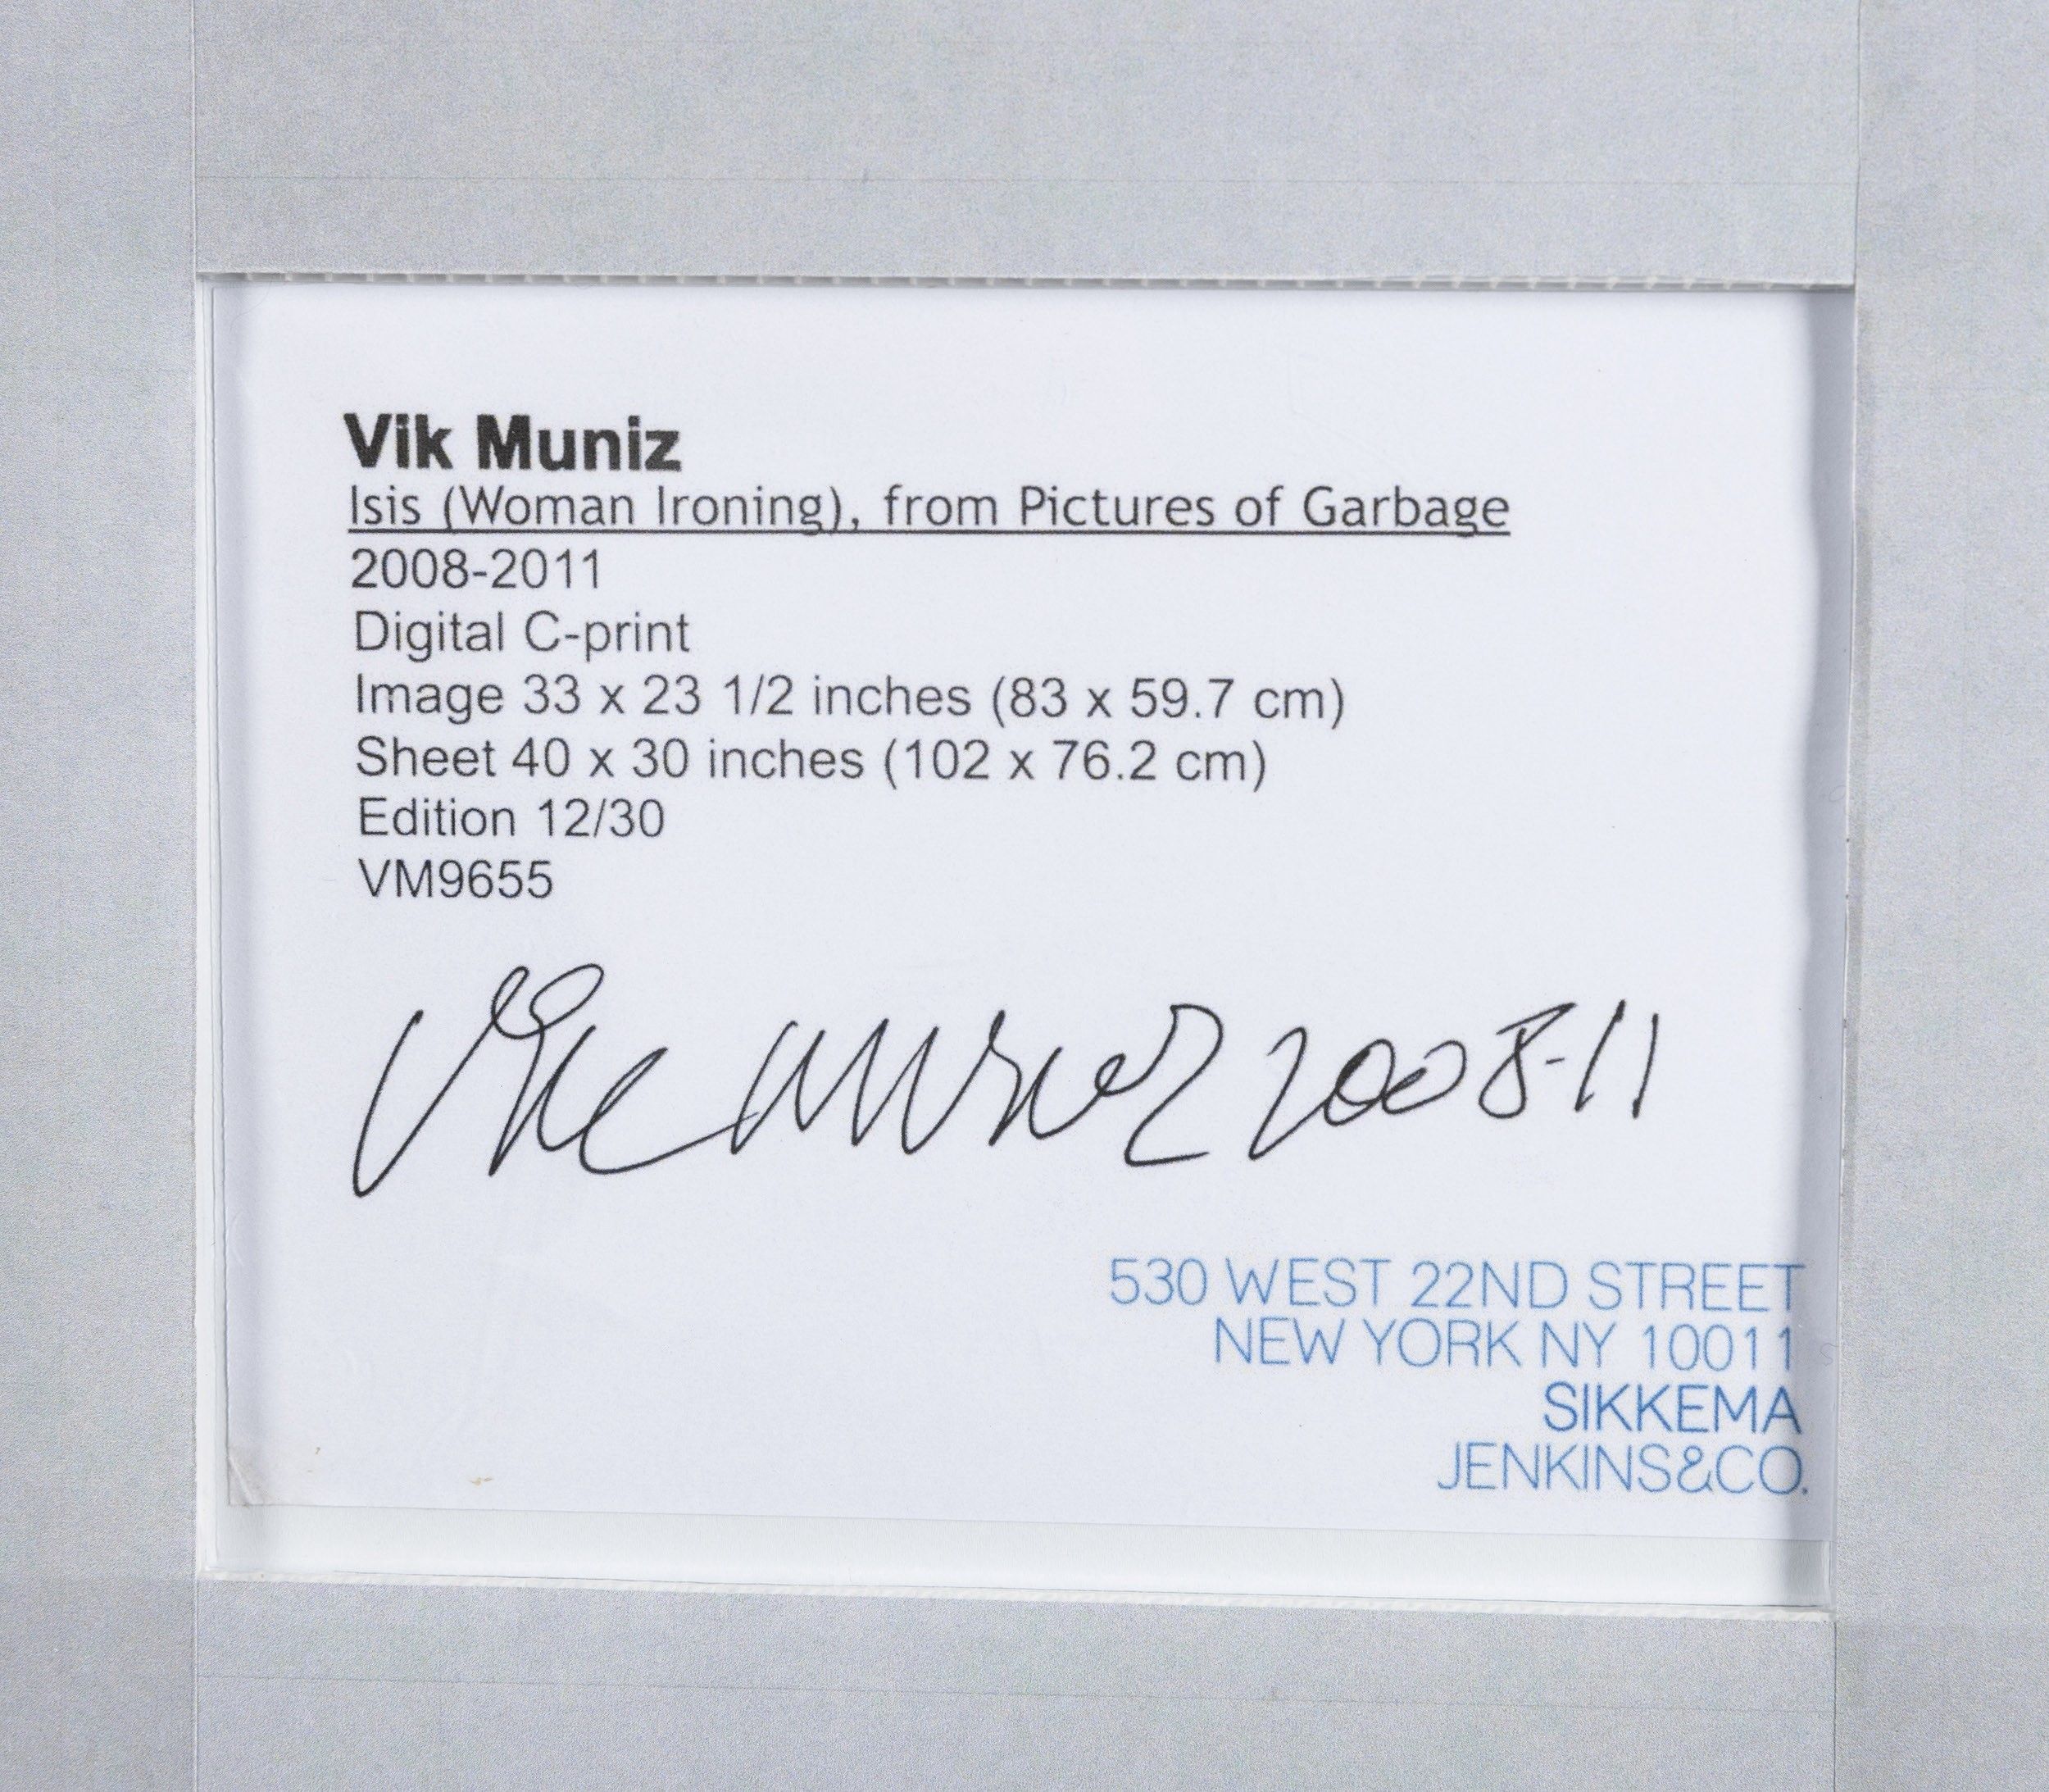 Vik Muniz
Isis (Woman Ironing), from Pictures of Garbage
2008-2011
Digital C-print
Image 33 x 23 1/2 inches (83 x 59.7 cm)
Sheet 40 x 30 inches (102 x 76.2 cm)
Edition 12/30
VM9655
Vik Muniz 2008-11
530 WEST 22ND STREET
NEW YORK NY 10011
SIKKEMA
JENKINS&CO.